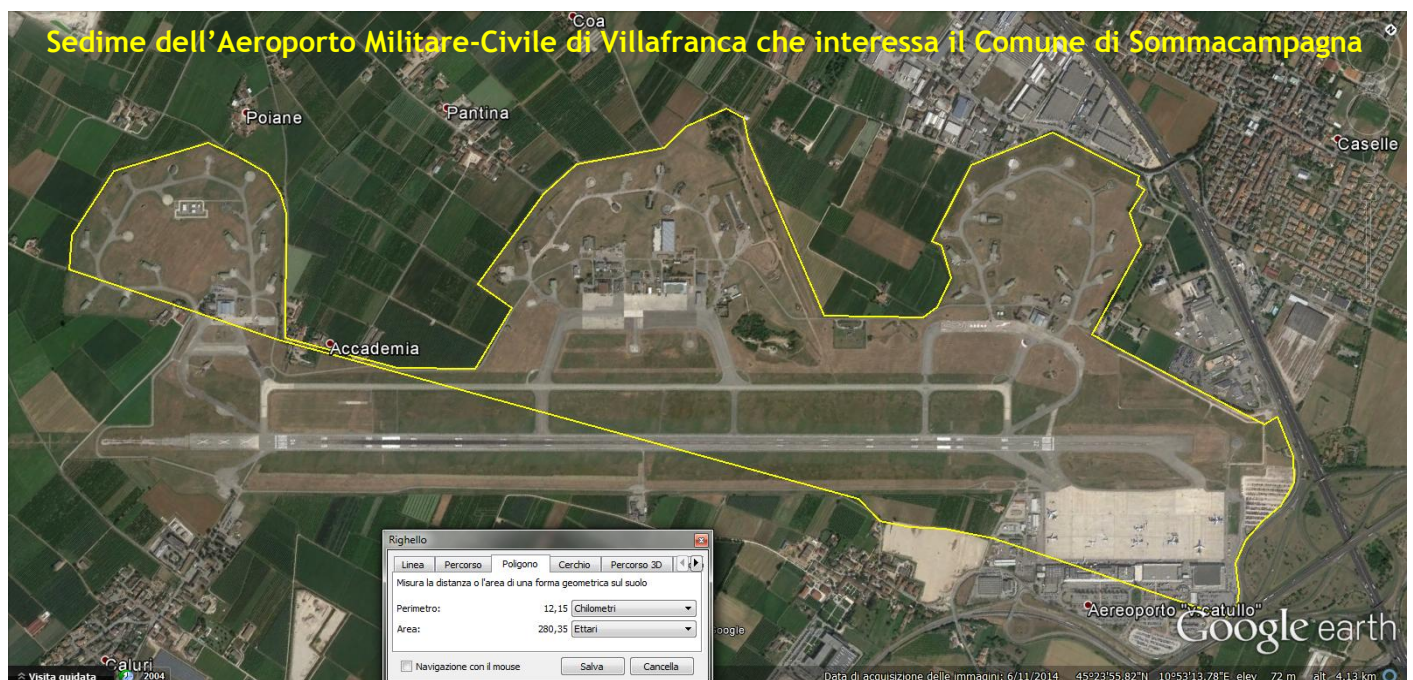 Sedime dell'Aeroporto Militare-Civile di Villafranca che interessa il Comune di Sommacampagna
Coa
Poiane
Pantina
Caselle
Accademia
Righello
Linea Percorso Poligono Cerchio Percorso 3D
Misura la distanza o l'area di una forma geometrica sul suolo
Perimetro: 12,15 Chilometri
Area: 280,35 Ettari
Navigazione con il mouse Salva Cancella
Aereoporto "v.catullo"
Google earth
Google
Caluri
Visita guidata 2004
Data di acquisizione delle immagini: 6/11/2014 45°23'55.82"N 10°53'13.78"E elev 72 m alt 4.13 km